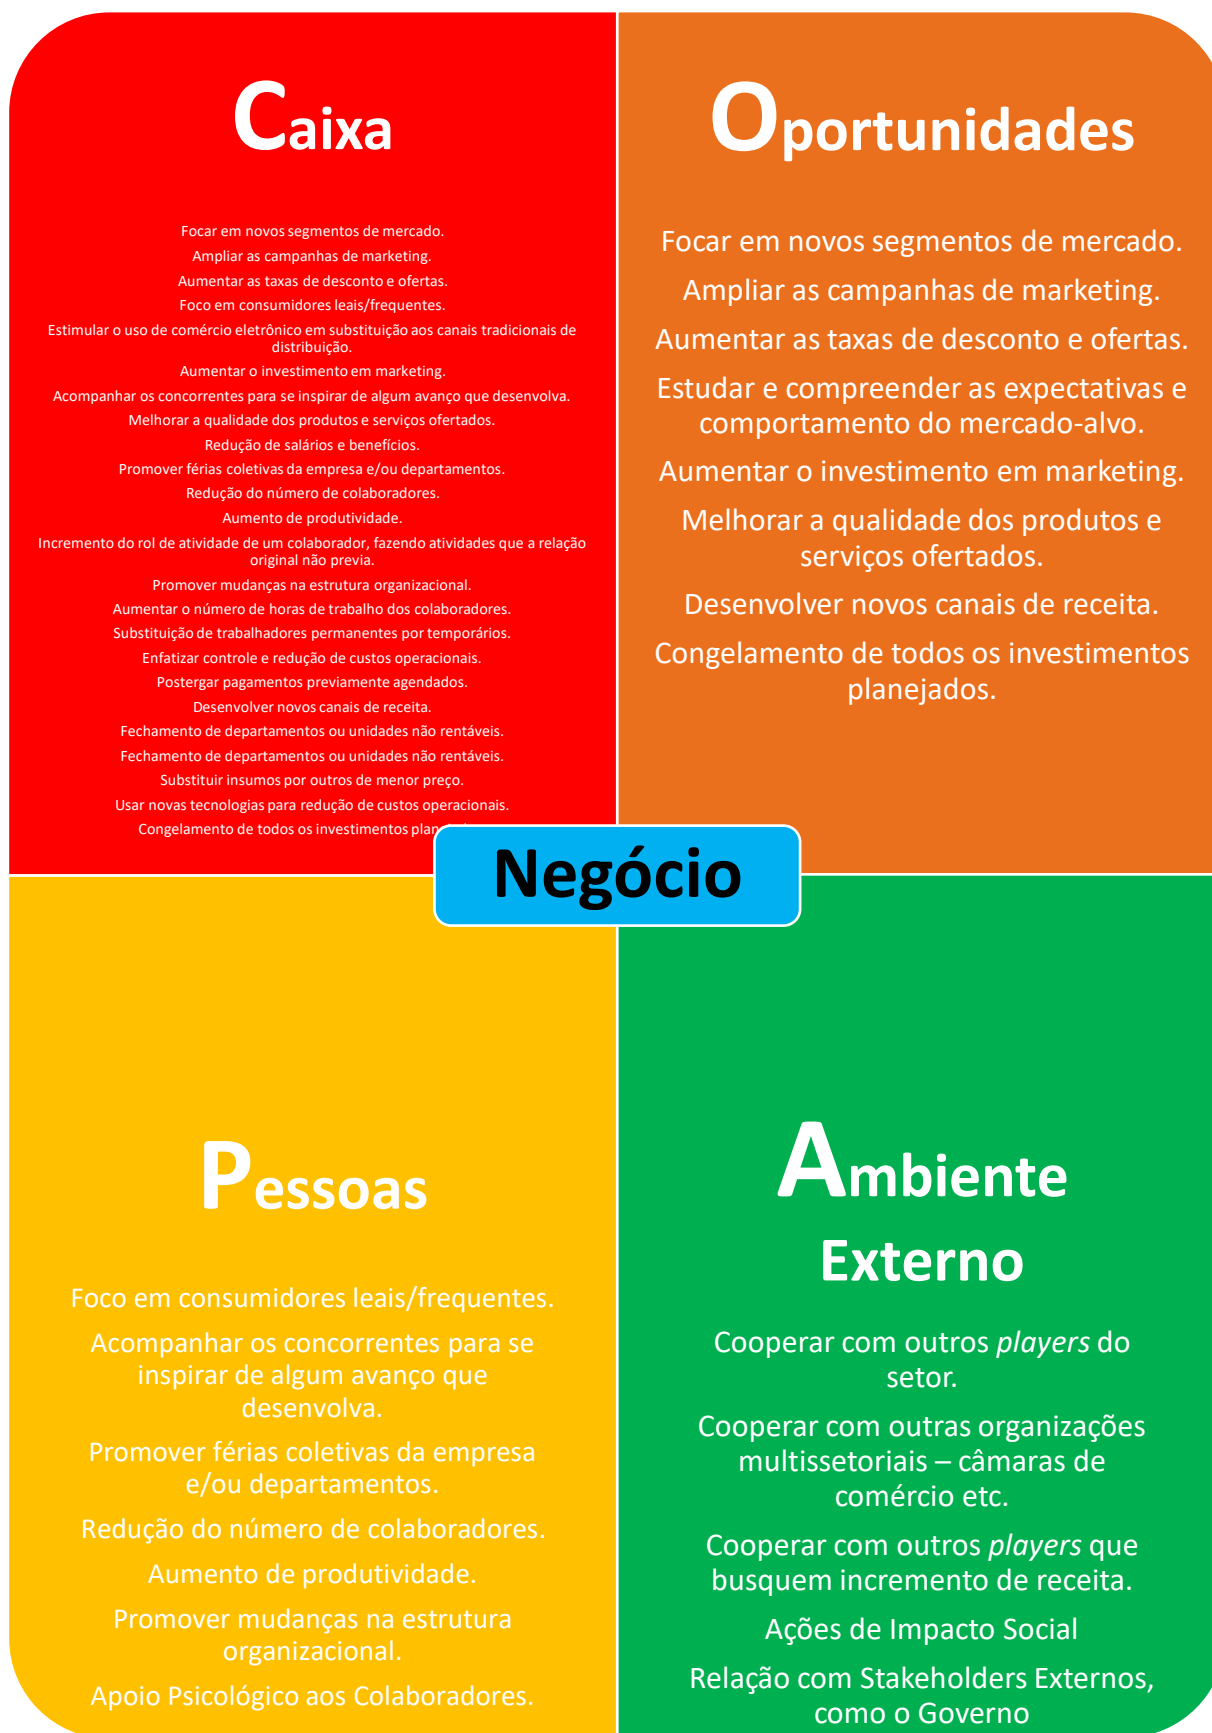 Caixa
Focar em novos segmentos de mercado.
Ampliar as campanhas de marketing.
Aumentar as taxas de desconto e ofertas.
Foco em consumidores leais/frequentes.
Estimular o uso de comércio eletrônico em substituição aos canais tradicionais de
distribuição.
Aumentar o investimento em marketing.
Acompanhar os concorrentes para se inspirar de algum avanço que desenvolva.
Melhorar a qualidade dos produtos e serviços ofertados.
Redução de salários e benefícios.
Promover férias coletivas da empresa e/ou departamentos.
Redução do número de colaboradores.
Aumento de produtividade.
Incremento do rol de atividade de um colaborador, fazendo atividades que a relação
original não previa.
Promover mudanças na estrutura organizacional.
Aumentar o número de horas de trabalho dos colaboradores.
Substituição de trabalhadores permanentes por temporários.
Enfatizar controle e redução de custos operacionais.
Postergar pagamentos previamente agendados.
Desenvolver novos canais de receita.
Fechamento de departamentos ou unidades não rentáveis.
Fechamento de departamentos ou unidades não rentáveis.
Substituir insumos por outros de menor preço.
Usar novas tecnologias para redução de custos operacionais.
Congelamento de todos os investimentos
Oportunidades
Focar em novos segmentos de mercado.
Ampliar as campanhas de marketing.
Aumentar as taxas de desconto e ofertas.
Estudar e compreender as expectativas e
comportamento do mercado-alvo.
Aumentar o investimento em marketing.
Melhorar a qualidade dos produtos e
serviços ofertados.
Desenvolver novos canais de receita.
Congelamento de todos os investimentos
planejados.
Negócio
Pessoas
Foco em consumidores leais/frequentes.
Acompanhar os concorrentes para se
inspirar de algum avanço que
desenvolva.
Promover férias coletivas da empresa
e/ou departamentos.
Redução do número de colaboradores.
Aumento de produtividade.
Promover mudanças na estrutura
organizacional.
Apoio Psicológico aos Colaboradores.
Ambiente
Externo
Cooperar com outros players do
setor.
Cooperar com outras organizações
multissetoriais – câmaras de
comércio etc.
Cooperar com outros players que
busquem incremento de receita.
Ações de Impacto Social
Relação com Stakeholders Externos,
como o Governo